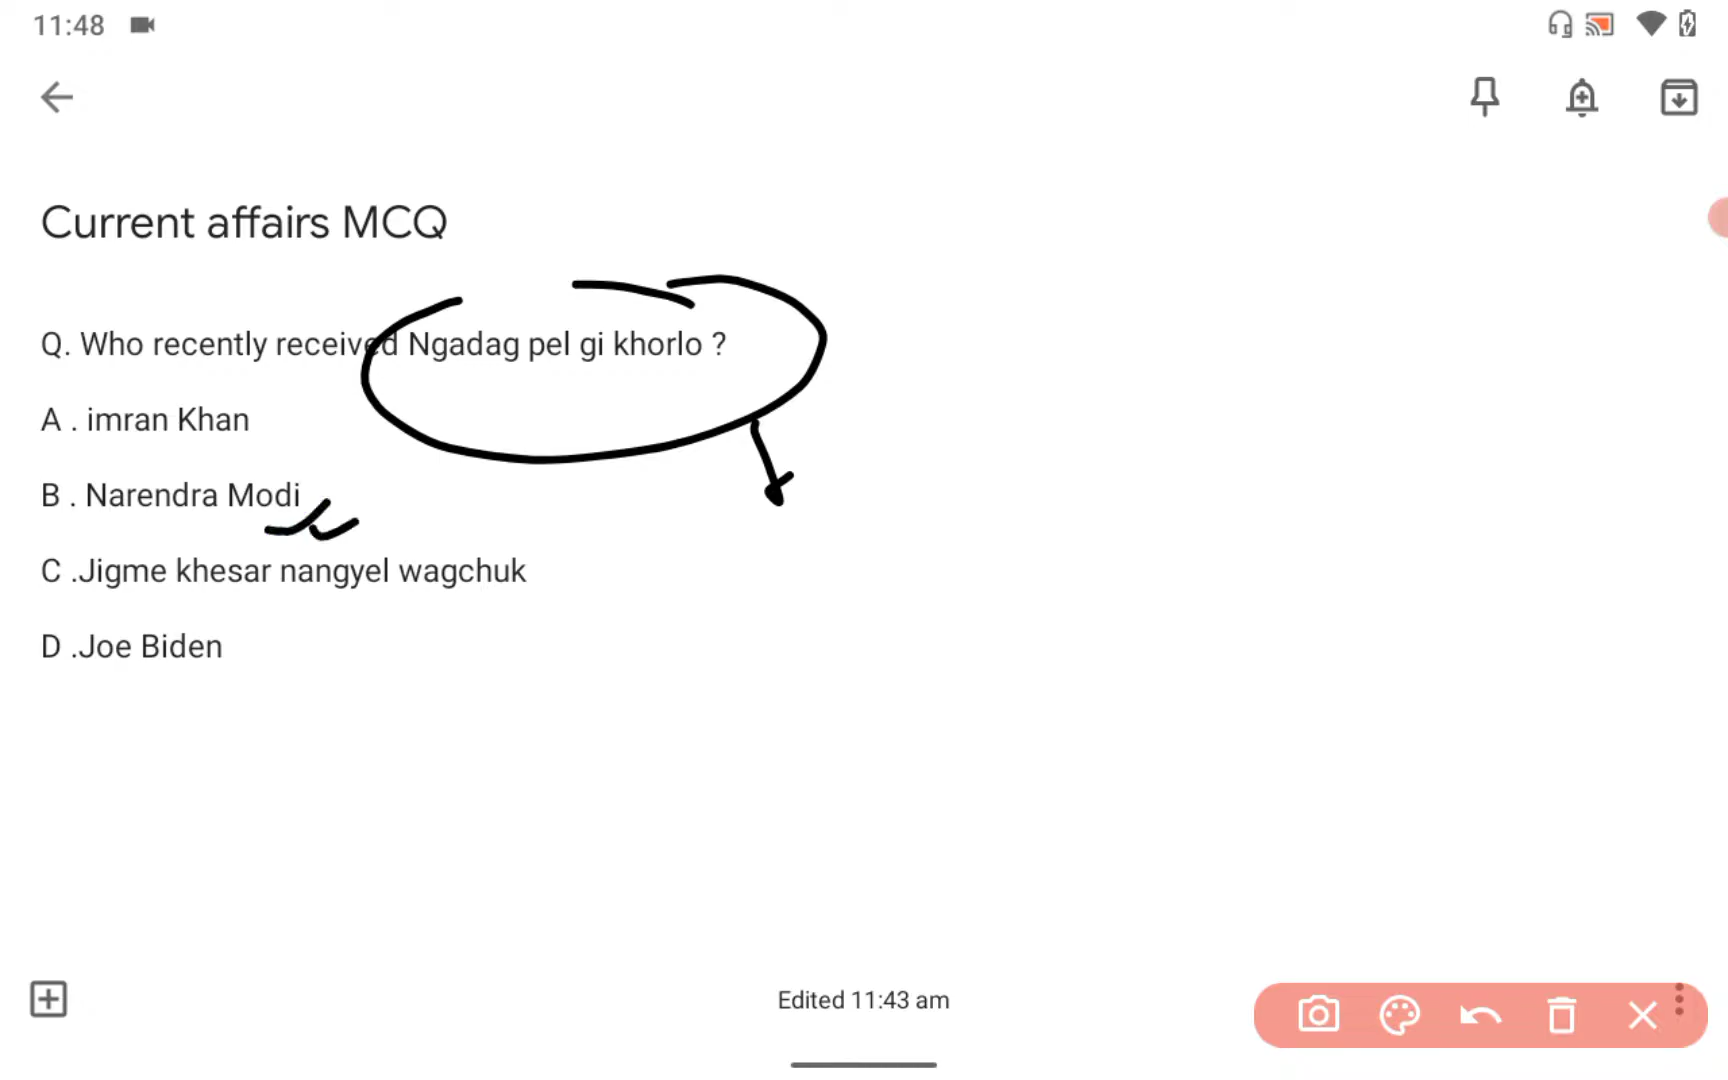 11:48
Current affairs MCQ
Q. Who recently received Ngadag pel gi khorlo ?
A . imran Khan
B . Narendra Modi
C .Jigme khesar nangyel wagchuk
D .Joe Biden
Edited 11:43 am